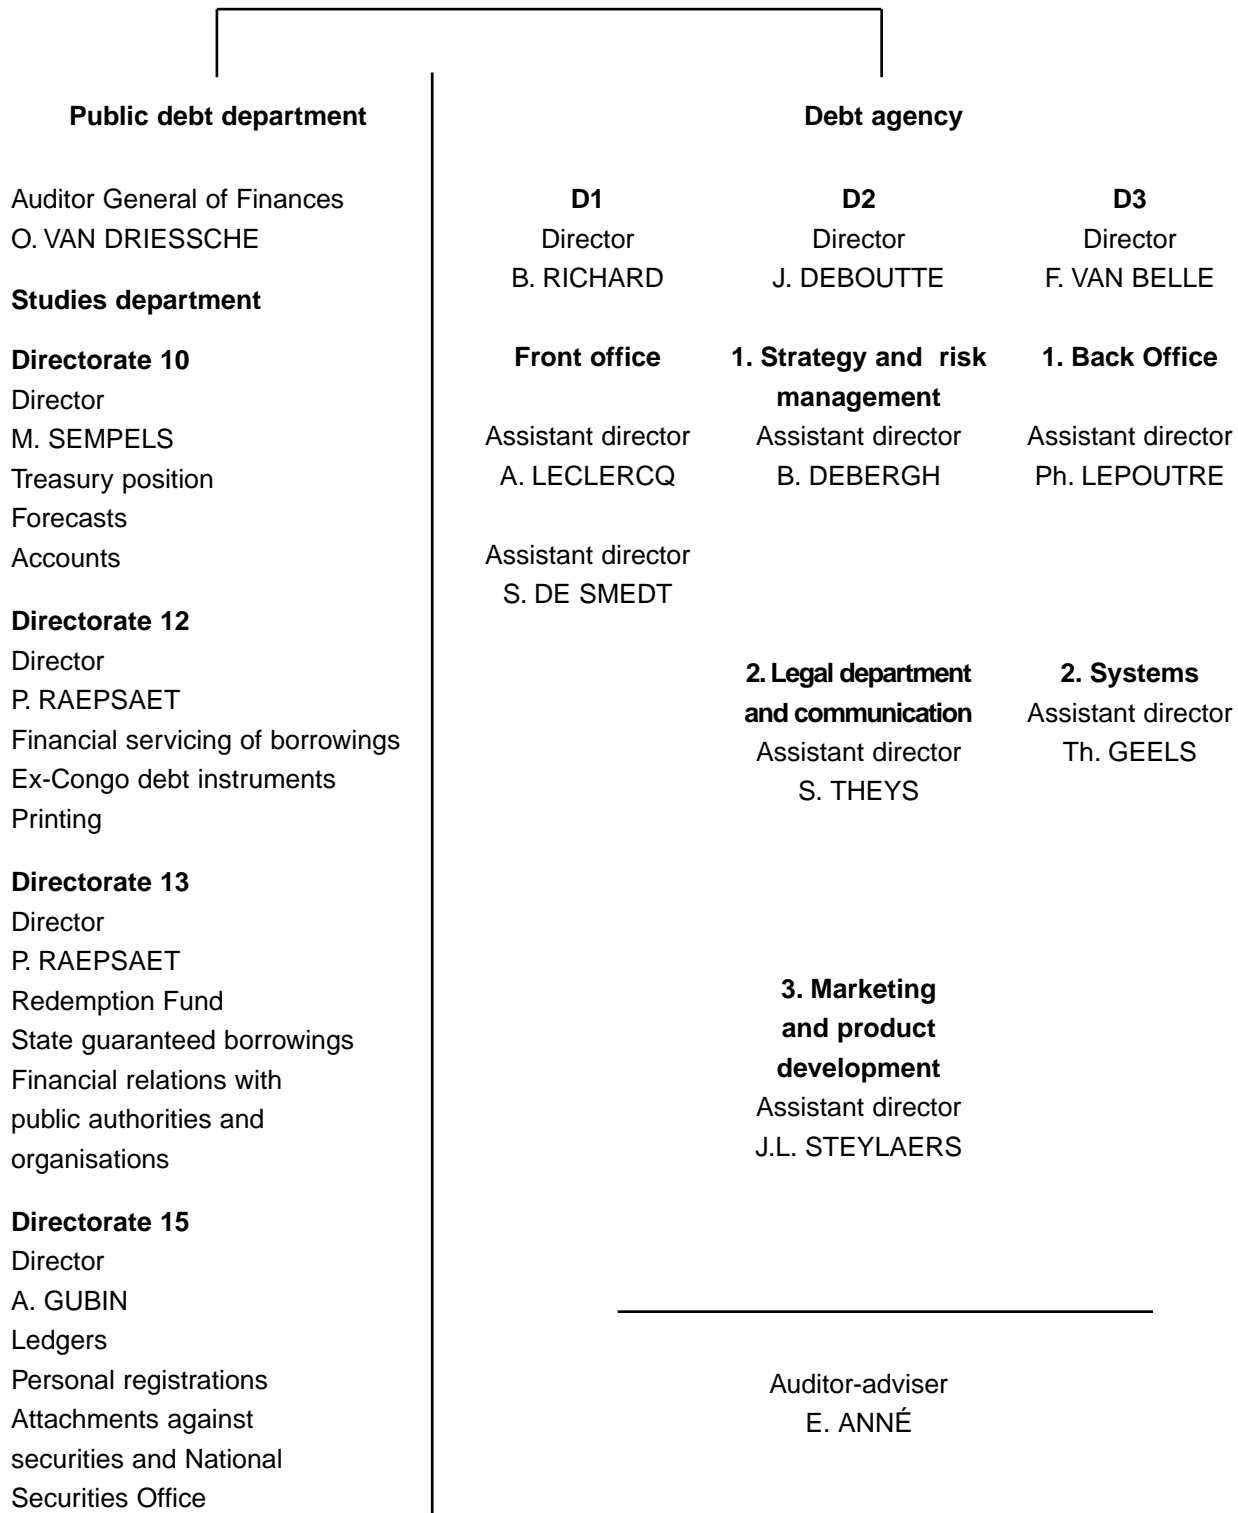 Public debt department
Auditor General of Finances
O. VAN DRIESSCHE
Studies department
Directorate 10
Director
M. SEMPELS
Treasury position
Forecasts
Accounts
Directorate 12
Director
P. RAEPSAET
Financial servicing of borrowings
Ex-Congo debt instruments
Printing
Directorate 13
Director
P. RAEPSAET
Redemption Fund
State guaranteed borrowings
Financial relations with
public authorities and
organisations
Directorate 15
Director
A. GUBIN
Ledgers
Personal registrations
Attachments against
securities and National
Securities Office
Debt agency
D1
Director
B. RICHARD
Front office
Assistant director
A. LECLERCQ
Assistant director
S. DE SMEDT
D2
Director
J. DEBOUTTE
1. Strategy and risk
management
Assistant director
B. DEBERGH
2. Legal department
and communication
Assistant director
S. THEYS
3. Marketing
and product
development
Assistant director
J.L. STEYLAERS
D3
Director
F. VAN BELLE
1. Back Office
Assistant director
Ph. LEPOUTRE
2. Systems
Assistant director
Th. GEELS
Auditor-adviser
E. ANNÉ